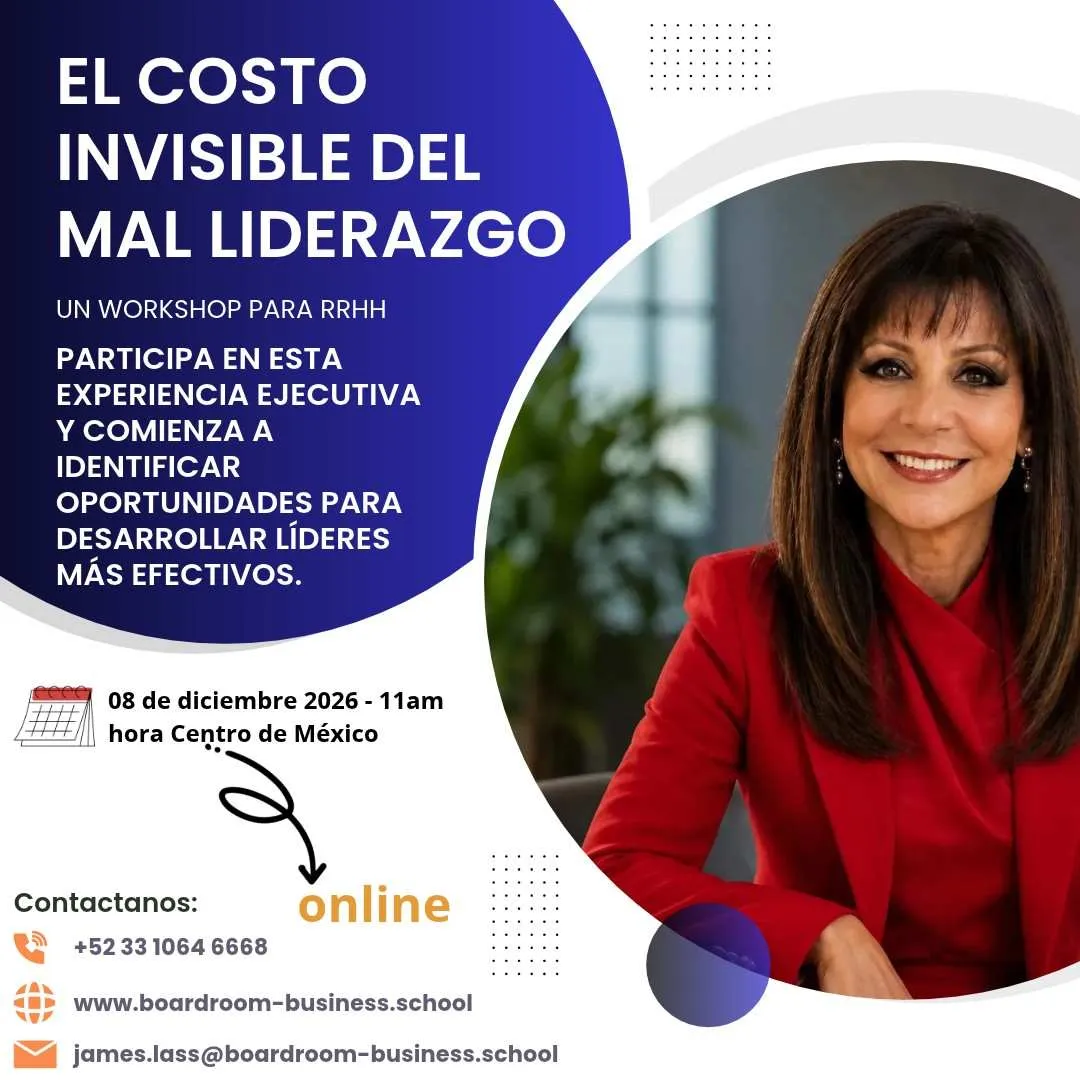 EL COSTO
INVISIBLE DEL
MAL LIDERAZGO
UN WORKSHOP PARA RRHH
PARTICIPA EN ESTA
EXPERIENCIA EJECUTIVA
Y COMIENZA A
IDENTIFICAR
OPORTUNIDADES PARA
DESARROLLAR LÍDERES
MÁS EFECTIVOS.
08 de diciembre 2026 - 11am
hora Centro de México
online
Contactanos:
+52 33 1064 6668
www.boardroom-business.school
james.lass@boardroom-business.school